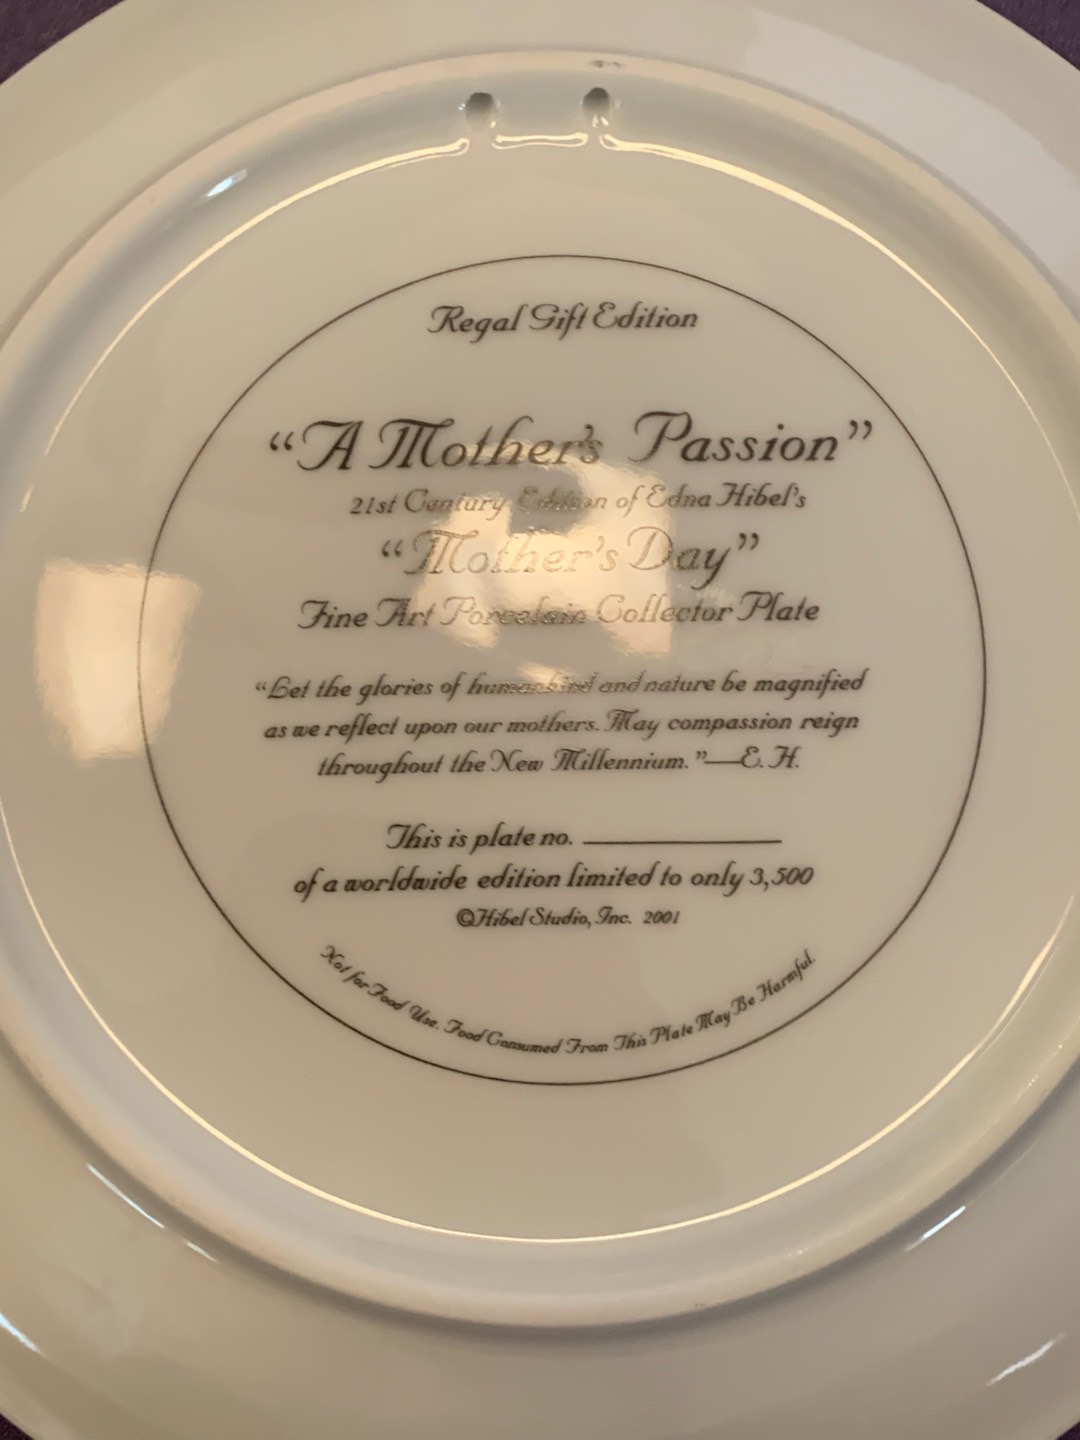 Regal Gift Edition
“A Mother's Passion”
21st Century Edition of Edna Hibel's
“Mother's Day”
Fine Art Porcelain Collector Plate
“Let the glories of humankind and nature be magnified
as we reflect upon our mothers. May compassion reign
throughout the New Millennium.”—E. H.
This is plate no. ____________
of a worldwide edition limited to only 3,500
©Hibel Studio, Inc. 2001
Not for Food Use. Food Consumed From This Plate May Be Harmful.